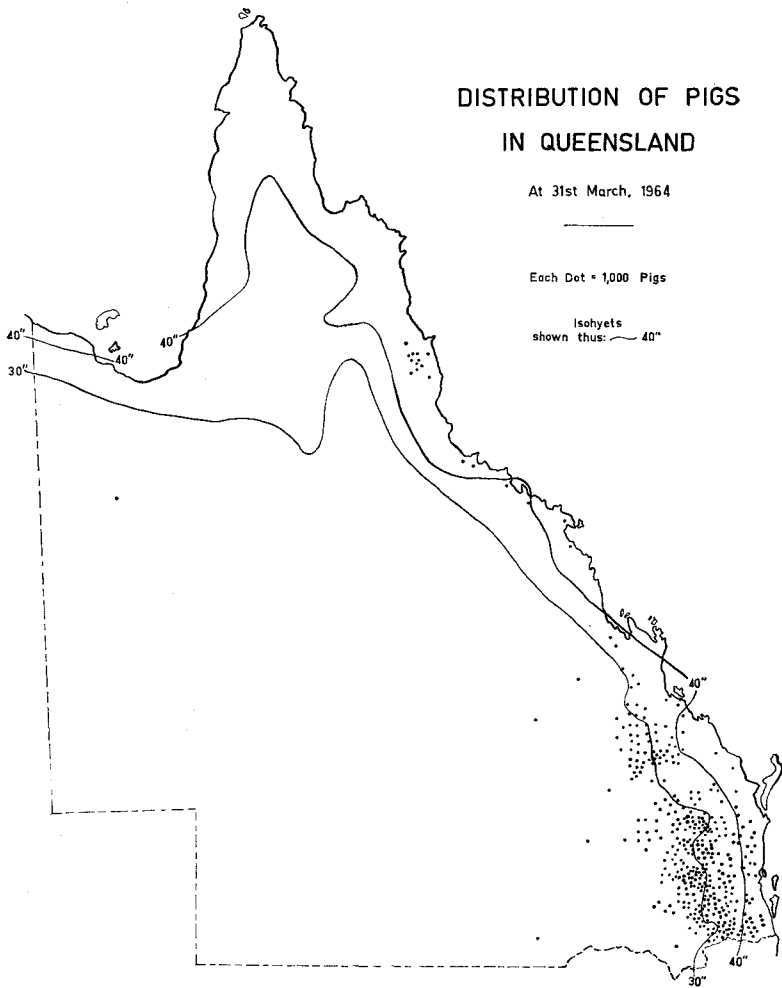 DISTRIBUTION OF PIGS
IN QUEENSLAND
At 31st March, 1964
Each Dot = 1,000 Pigs
Isohyets
shown thus: 40"
40"
40"
40"
30"
40"
40"
30"